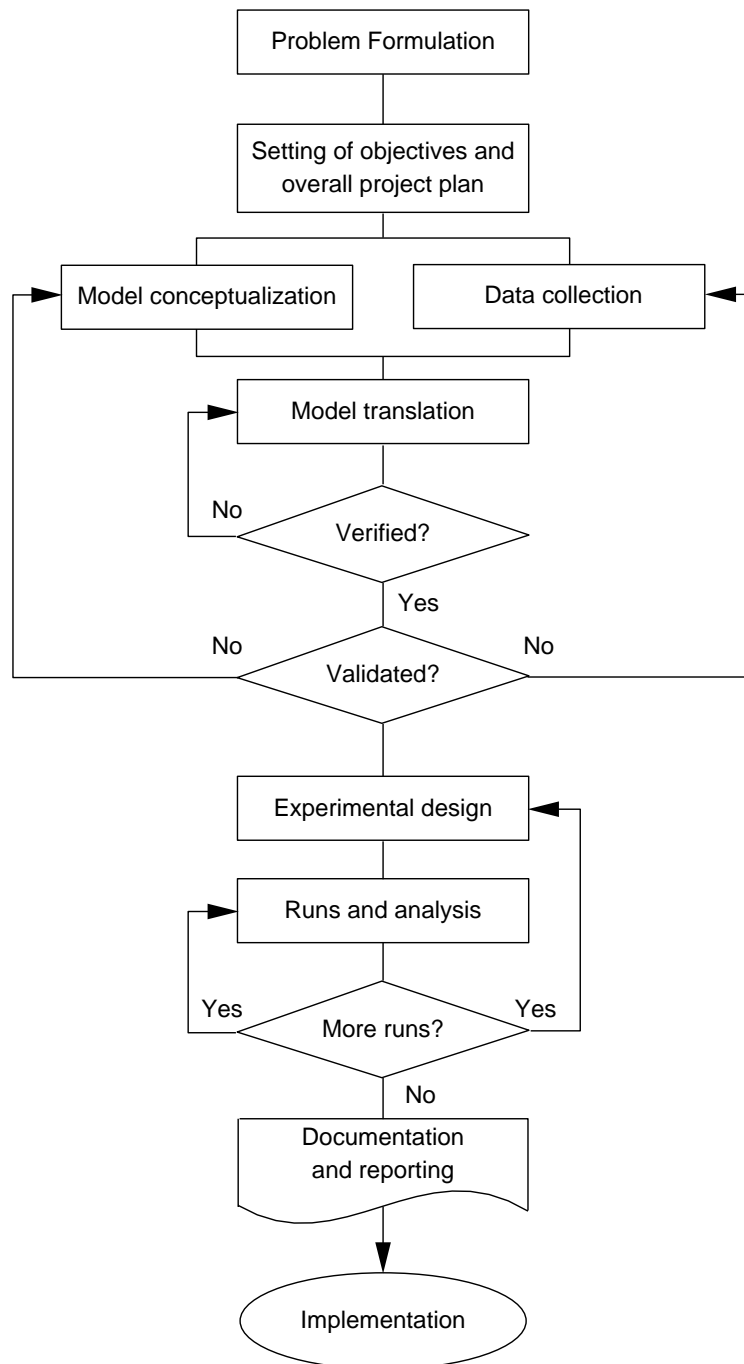 Problem Formulation
Setting of objectives and
overall project plan
Model conceptualization
Data collection
Model translation
No
Verified?
Yes
No
No
Validated?
Experimental design
Runs and analysis
Yes
Yes
More runs?
No
Documentation
and reporting
Implementation